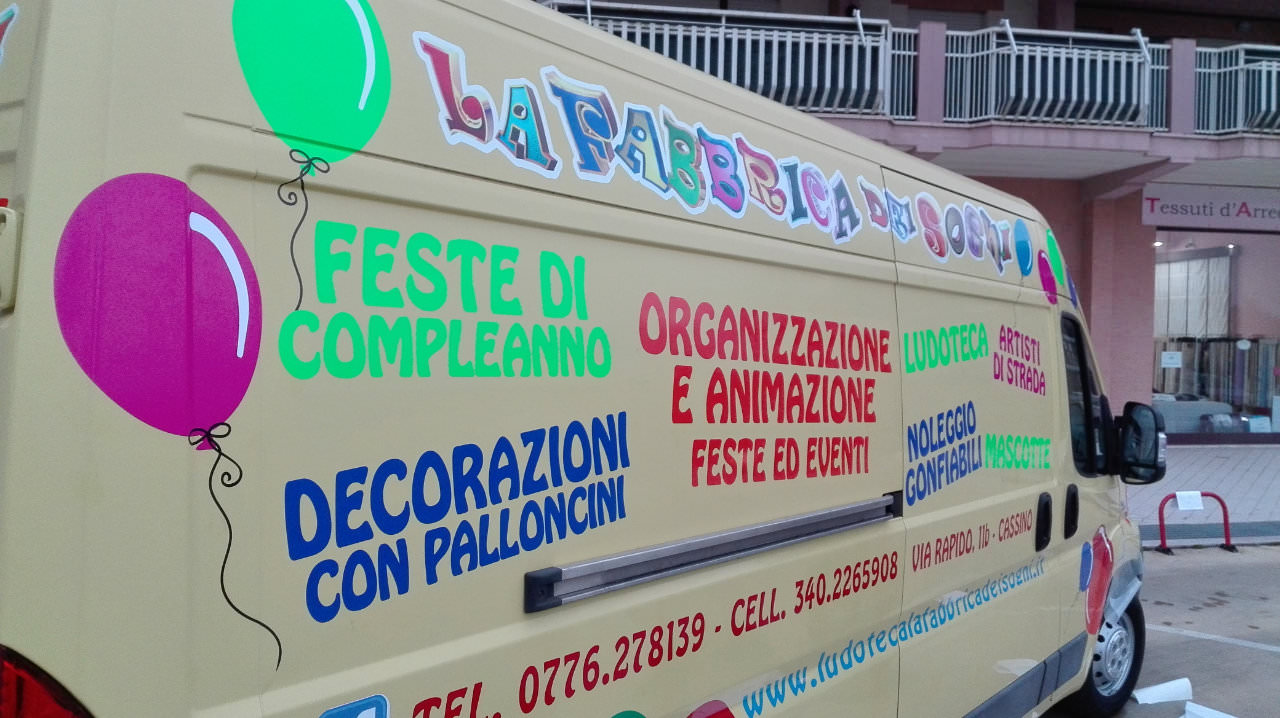 LA FABBRICA DEI SOGNI
FESTE DI
COMPLEANNO
DECORAZIONI
CON PALLONCINI
ORGANIZZAZIONE
E ANIMAZIONE
FESTE ED EVENTI
LUDOTECA
ARTISTI
DI STRADA
NOLEGGIO
GONFIABILI
MASCOTTE
TEL. 0776.278139 - CELL. 340.2265908
VIA RAPIDO, 11b - CASSINO
www.ludotecalafabbricadeisogni.it
Tessuti d'Arre